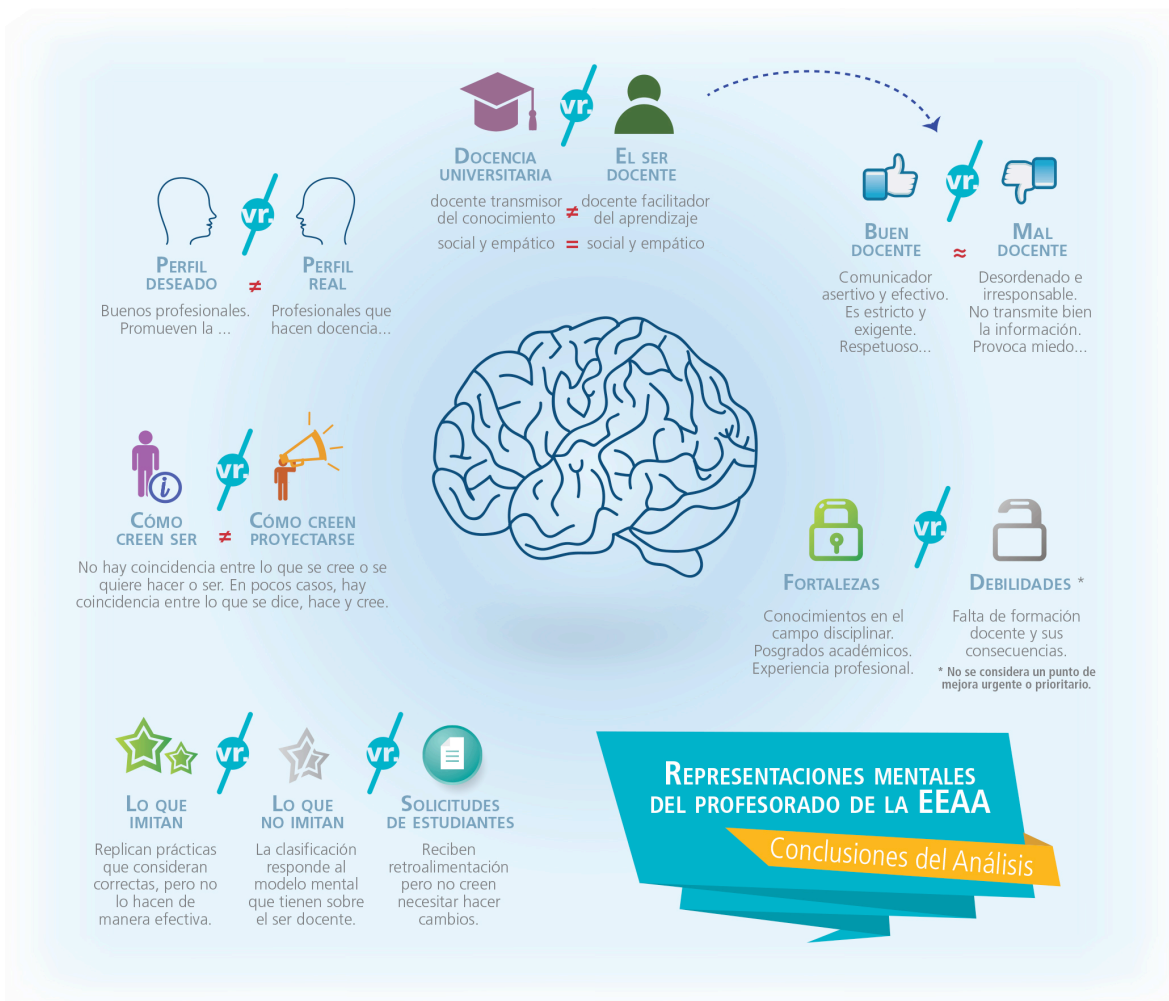 vr.
DOCENCIA UNIVERSITARIA
docente transmisor del conocimiento
≠
EL SER DOCENTE
docente facilitador del aprendizaje
social y empático = social y empático
vr.
PERFIL DESEADO
≠
PERFIL REAL
Buenos profesionales.
Promueven la ...
Profesionales que
hacen docencia...
vr.
BUEN DOCENTE
≈
MAL DOCENTE
Comunicador
asertivo y efectivo.
Es estricto y
exigente.
Respetuoso...
Desordenado e
irresponsable.
No transmite bien
la información.
Provoca miedo...
i
vr.
CÓMO CREEN SER
≠
CÓMO CREEN PROYECTARSE
No hay coincidencia entre lo que se cree o se
quiere hacer o ser. En pocos casos, hay
coincidencia entre lo que se dice, hace y cree.
vr.
FORTALEZAS
Conocimientos en el
campo disciplinar.
Posgrados académicos.
Experiencia profesional.
DEBILIDADES *
Falta de formación
docente y sus
consecuencias.
* No se considera un punto de
mejora urgente o prioritario.
vr.
vr.
LO QUE IMITAN
Replican prácticas
que consideran
correctas, pero no
lo hacen de
manera efectiva.
LO QUE NO IMITAN
La clasificación
responde al
modelo mental
que tienen sobre
el ser docente.
SOLICITUDES DE ESTUDIANTES
Reciben
retroalimentación
pero no creen
necesitar hacer
cambios.
REPRESENTACIONES MENTALES
DEL PROFESORADO DE LA EEAA
Conclusiones del Análisis